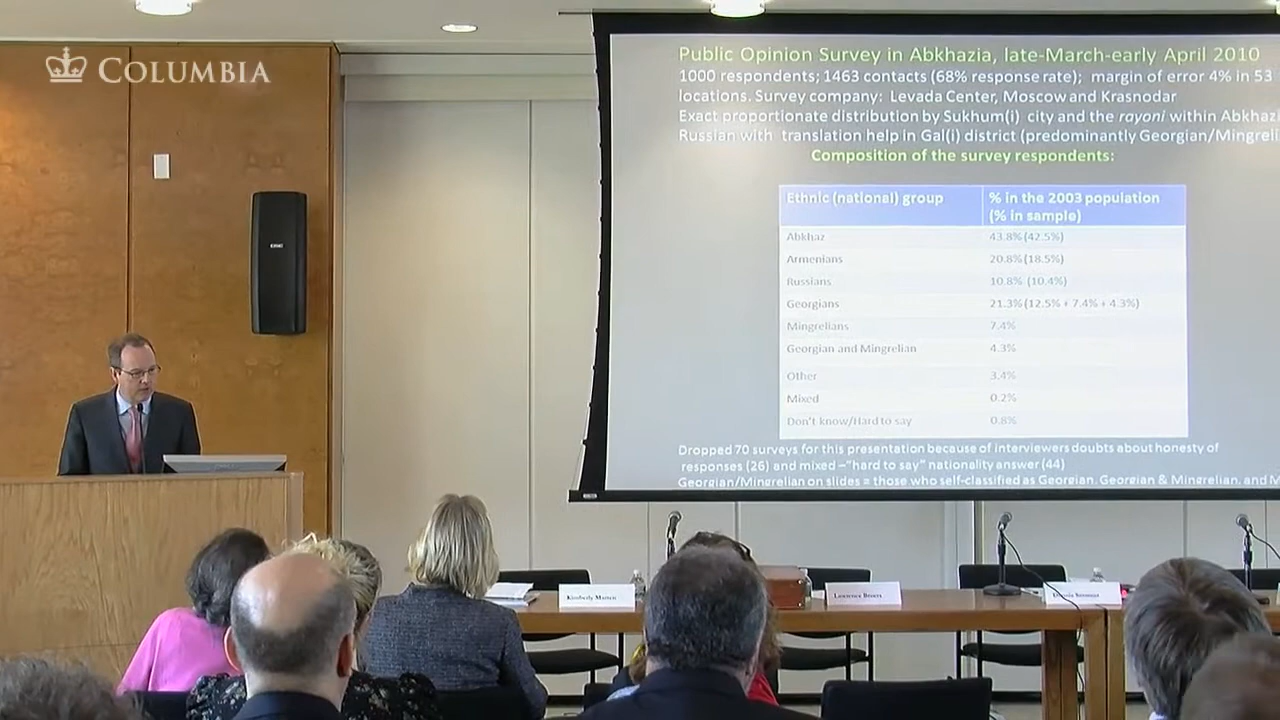 COLUMBIA
Public Opinion Survey in Abkhazia, late-March-early April 2010
1000 respondents; 1463 contacts (68% response rate); margin of error 4% in 53
locations. Survey company: Levada Center, Moscow and Krasnodar
Exact proportionate distribution by Sukhum(i) city and the rayoni within Abkhazi
Russian with translation help in Gal(i) district (predominantly Georgian/Mingreli
Composition of the survey respondents:
Ethnic (national) group
% in the 2003 population
(% in sample)
Abkhaz 43.8% (42.5%)
Armenians 20.8% (18.5%)
Russians 10.8% (10.4%)
Georgians 21.3% (12.5% + 7.4% + 4.3%)
Mingrelians 7.4%
Georgian and Mingrelian 4.3%
Other 3.4%
Mixed 0.2%
Don't know/Hard to say 0.8%
Dropped 70 surveys for this presentation because of interviewers doubts about honesty of
responses (26) and mixed –"hard to say" nationality answer (44)
Georgian/Mingrelian on slides = those who self-classified as Georgian, Georgian & Mingrelian, and M
Kimberly Marten
Laurence Broers